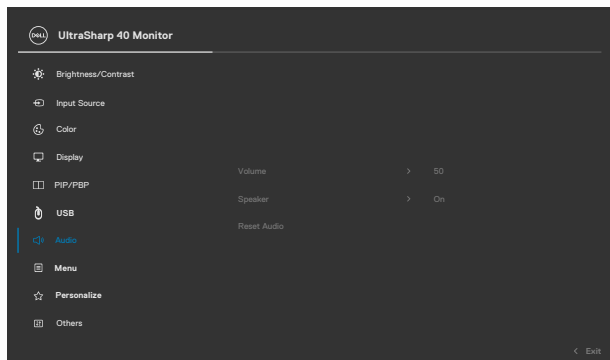 DELL UltraSharp 40 Monitor
Brightness/Contrast
Input Source
Color
Display
Volume > 50
PIP/PBP
Speaker > On
USB
Reset Audio
Audio
Menu
Personalize
Others
< Exit